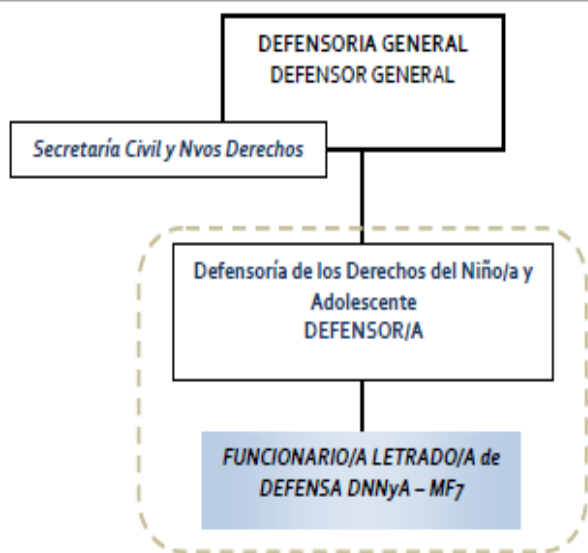 DEFENSORIA GENERAL
DEFENSOR GENERAL
Secretaría Civil y Nvos Derechos
Defensoría de los Derechos del Niño/a y
Adolescente
DEFENSOR/A
FUNCIONARIO/A LETRADO/A de
DEFENSA DNNyA – MF7